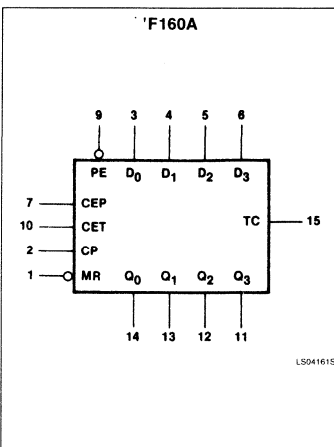 'F160A
9 3 4 5 6
PE D0 D1 D2 D3
7 CEP
10 CET
TC 15
2 CP
1 MR Q0 Q1 Q2 Q3
14 13 12 11
LS04161S